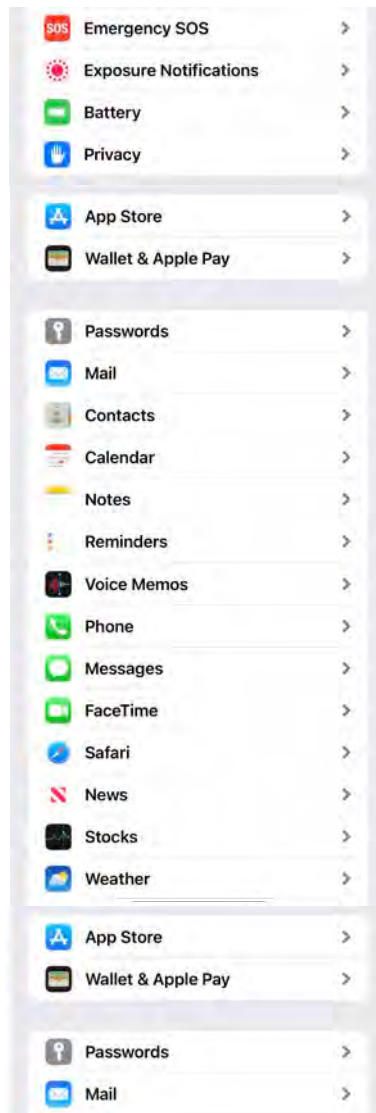 SOS Emergency SOS
Exposure Notifications
Battery
Privacy
App Store
Wallet & Apple Pay
Passwords
Mail
Contacts
Calendar
Notes
Reminders
Voice Memos
Phone
Messages
FaceTime
Safari
News
Stocks
Weather
App Store
Wallet & Apple Pay
Passwords
Mail